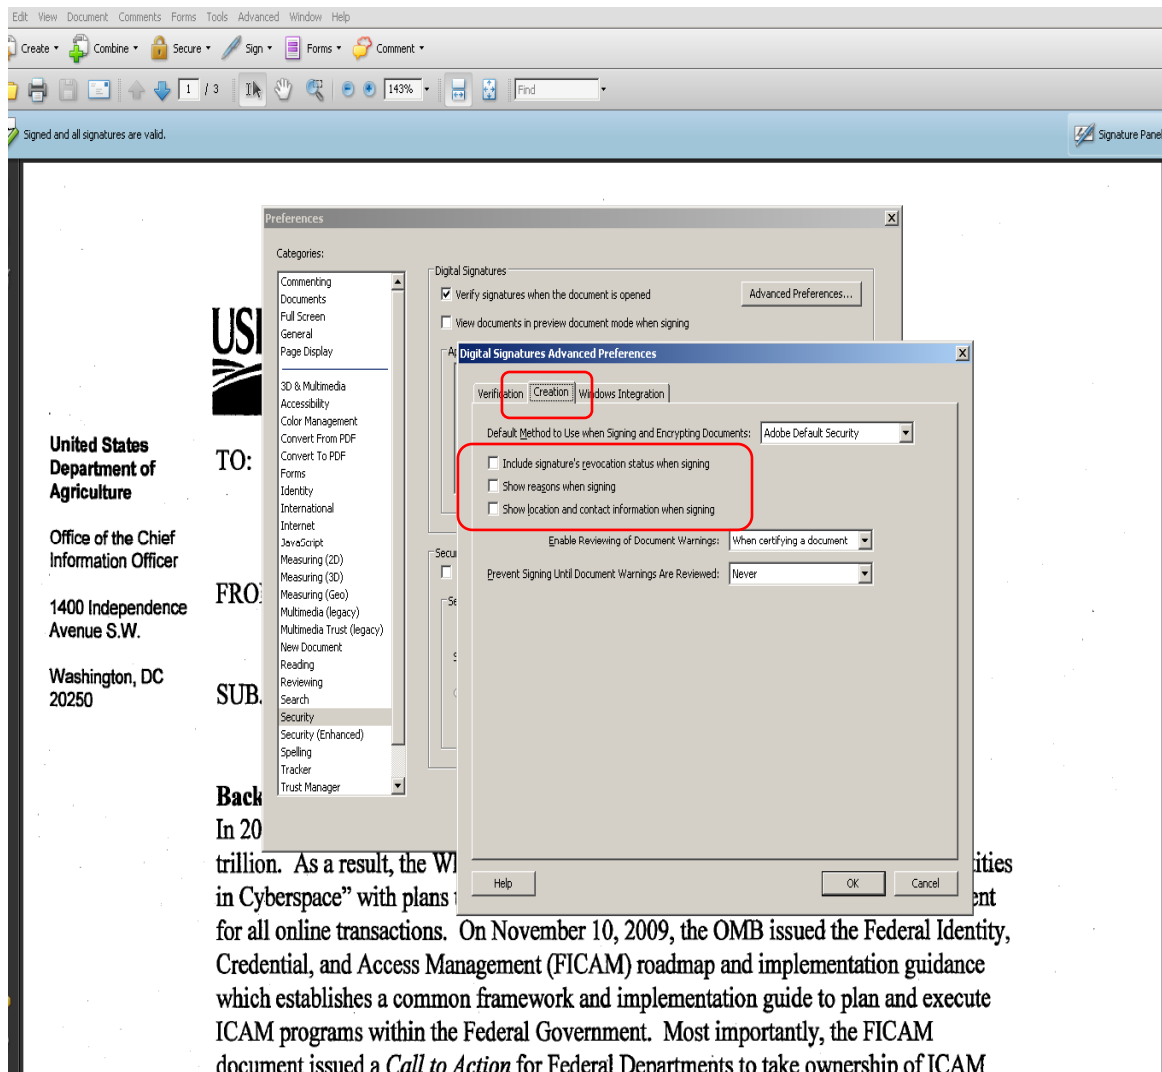 Edit View Document Comments Forms Tools Advanced Window Help
Create Combine Secure Sign Forms Comment
1 / 3 143% Find
Signed and all signatures are valid.
Signature Pane
Preferences
Categories:
Commenting
Documents
Full Screen
General
Page Display
3D & Multimedia
Accessibility
Color Management
Convert From PDF
Convert To PDF
Forms
Identity
International
Internet
JavaScript
Measuring (2D)
Measuring (3D)
Measuring (Geo)
Multimedia (legacy)
Multimedia Trust (legacy)
New Document
Reading
Reviewing
Search
Security
Security (Enhanced)
Spelling
Tracker
Trust Manager
Digital Signatures
Verify signatures when the document is opened
Advanced Preferences...
View documents in preview document mode when signing
Digital Signatures Advanced Preferences
Verification Creation Windows Integration
Default Method to Use when Signing and Encrypting Documents: Adobe Default Security
Include signature's revocation status when signing
Show reasons when signing
Show location and contact information when signing
Enable Reviewing of Document Warnings: When certifying a document
Prevent Signing Until Document Warnings Are Reviewed: Never
Help OK Cancel
United States
Department of
Agriculture
Office of the Chief
Information Officer
1400 Independence
Avenue S.W.
Washington, DC
20250
TO:
FRO
SUB
Back
In 20
trillion. As a result, the W tities
in Cyberspace" with plans ent
for all online transactions. On November 10, 2009, the OMB issued the Federal Identity,
Credential, and Access Management (FICAM) roadmap and implementation guidance
which establishes a common framework and implementation guide to plan and execute
ICAM programs within the Federal Government. Most importantly, the FICAM
document issued a Call to Action for Federal Departments to take ownership of ICAM